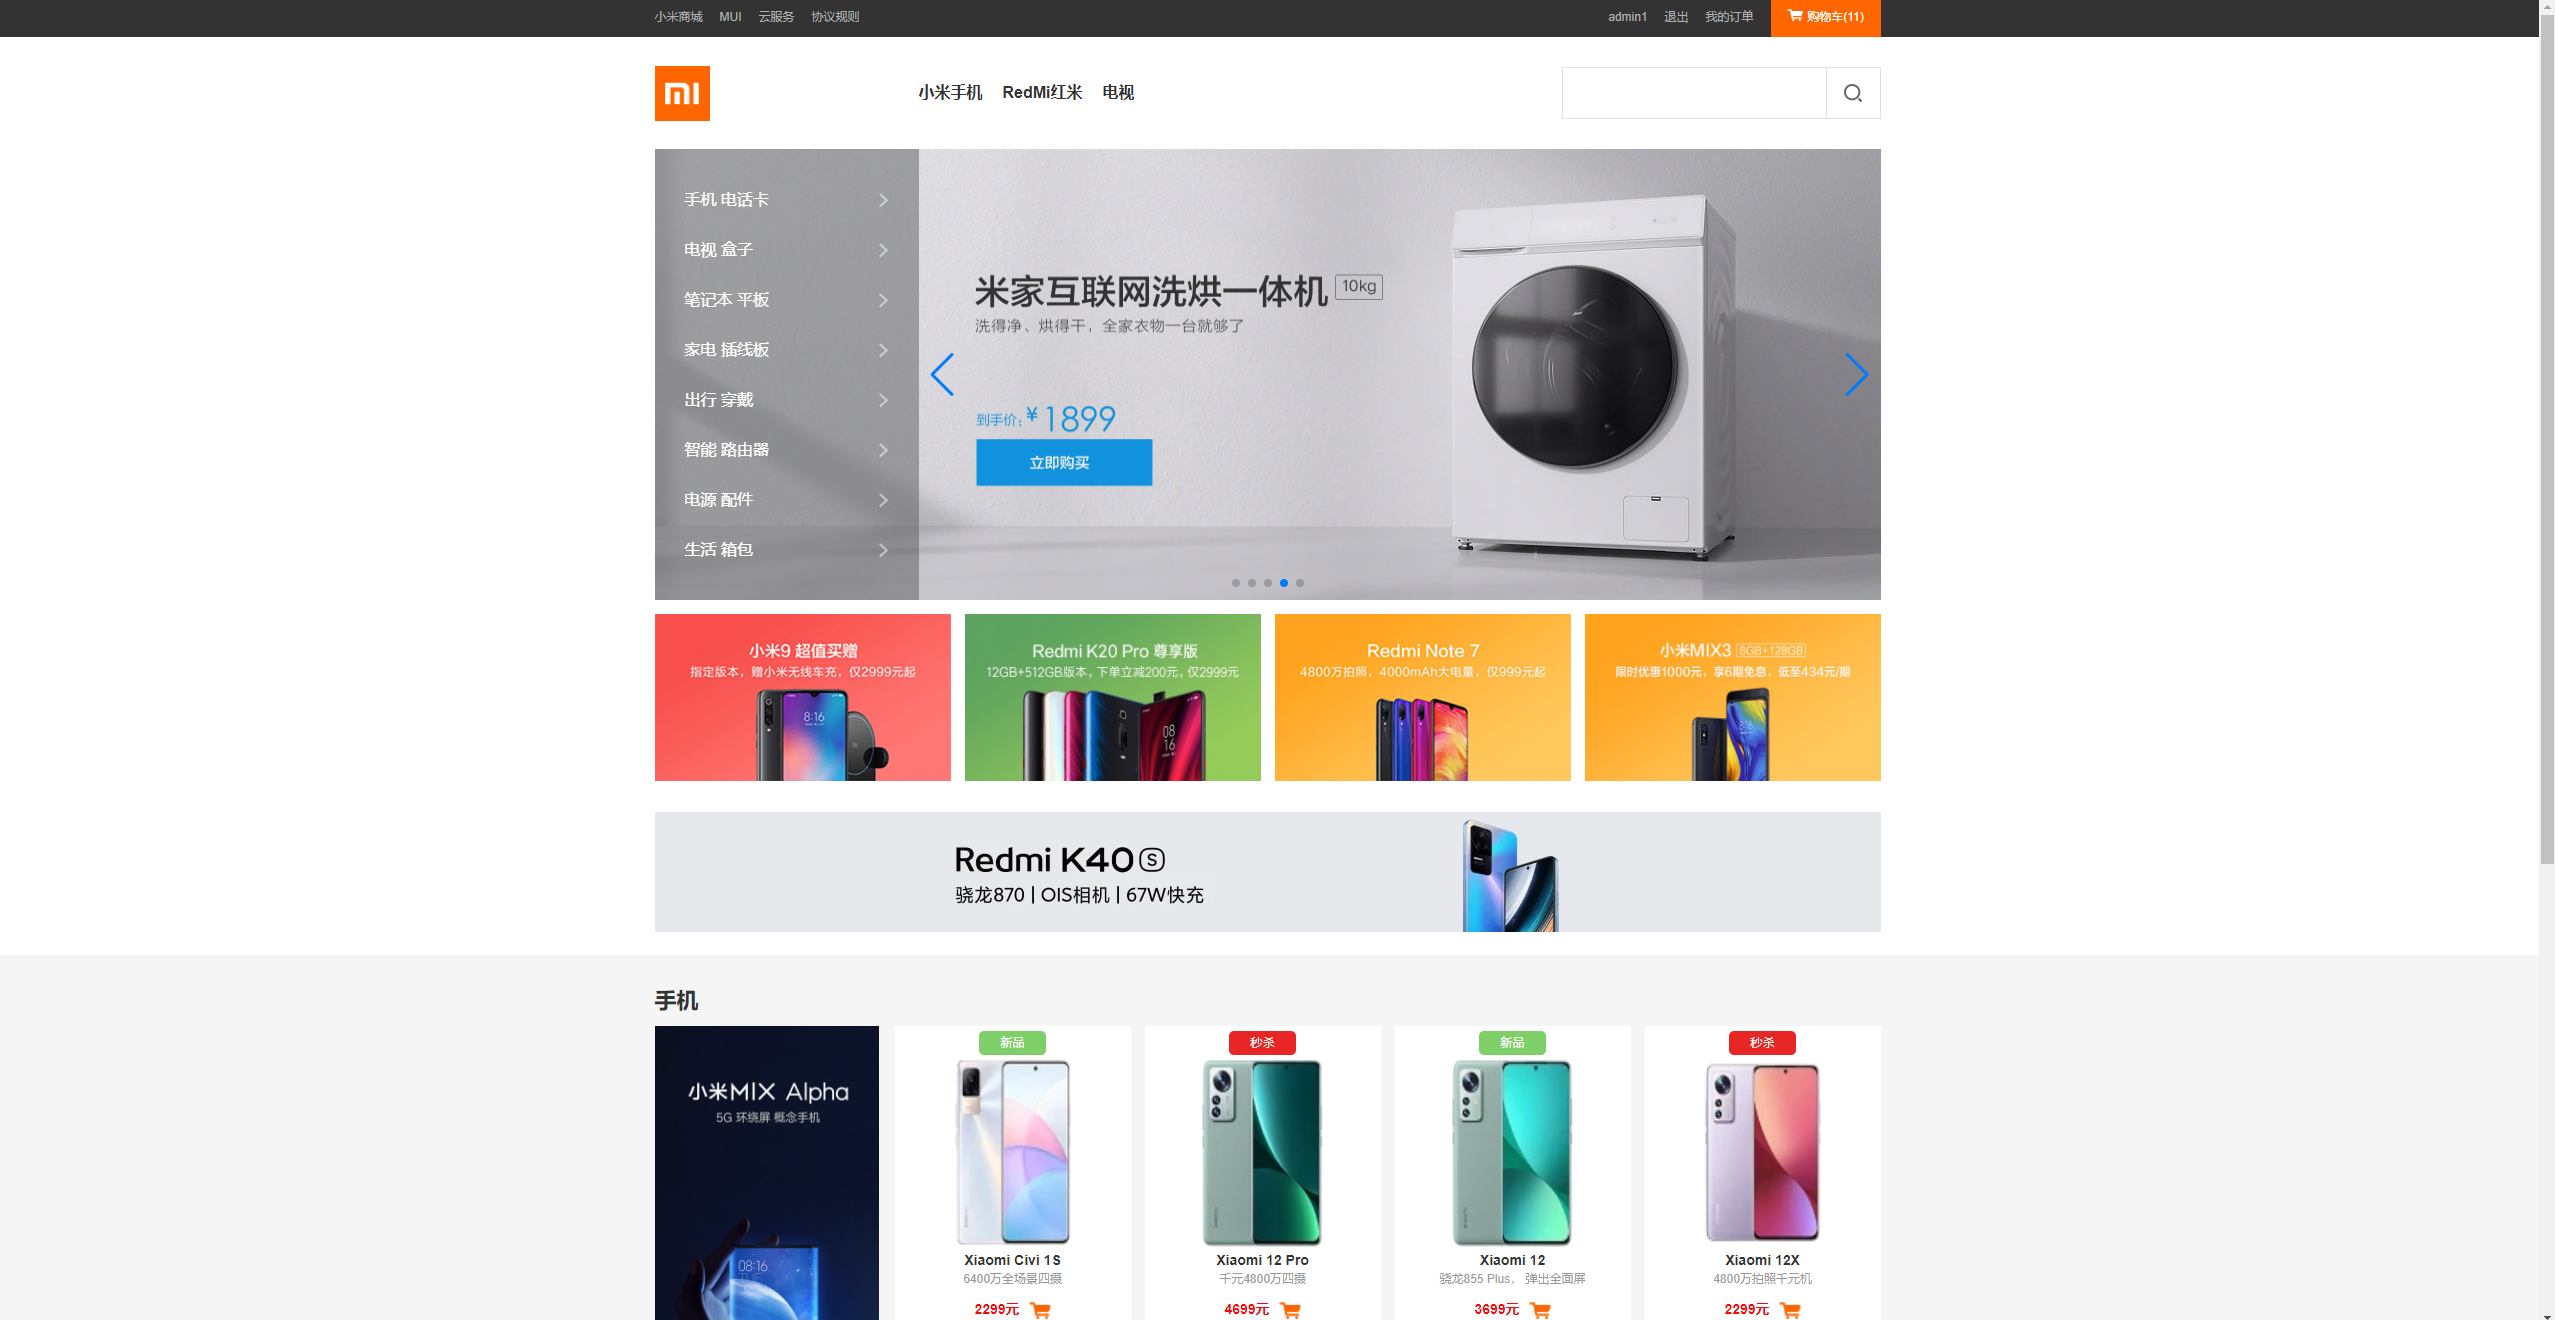 小米商城 MUI 云服务 协议规则 admin1 退出 我的订单 购物车(11)
小米手机 RedMi红米 电视
手机 电话卡
电视 盒子
笔记本 平板
家电 插线板
出行 穿戴
智能 路由器
电源 配件
生活 箱包
米家互联网洗烘一体机 10kg
洗得净、烘得干，全家衣物一台就够了
到手价：¥1899
立即购买
小米9 超值买赠
指定版本，赠小米无线车充，仅2999元起
8:16
Redmi K20 Pro 尊享版
12GB+512GB版本，下单立减200元，仅2999元
08
16
Redmi Note 7
4800万拍照，4000mAh大电量，仅999元起
小米MIX3 8GB+128GB
限时优惠1000元，享6期免息，低至434元/期
8:16
Redmi K40 S
骁龙870 | OIS相机 | 67W快充
手机
小米MIX Alpha
5G 环绕屏 概念手机
08:16
TUE
新品
Xiaomi Civi 1S
6400万全场景四摄
2299元
秒杀
Xiaomi 12 Pro
千元4800万四摄
4699元
新品
Xiaomi 12
骁龙855 Plus， 弹出全面屏
3699元
秒杀
Xiaomi 12X
4800万拍照千元机
2299元